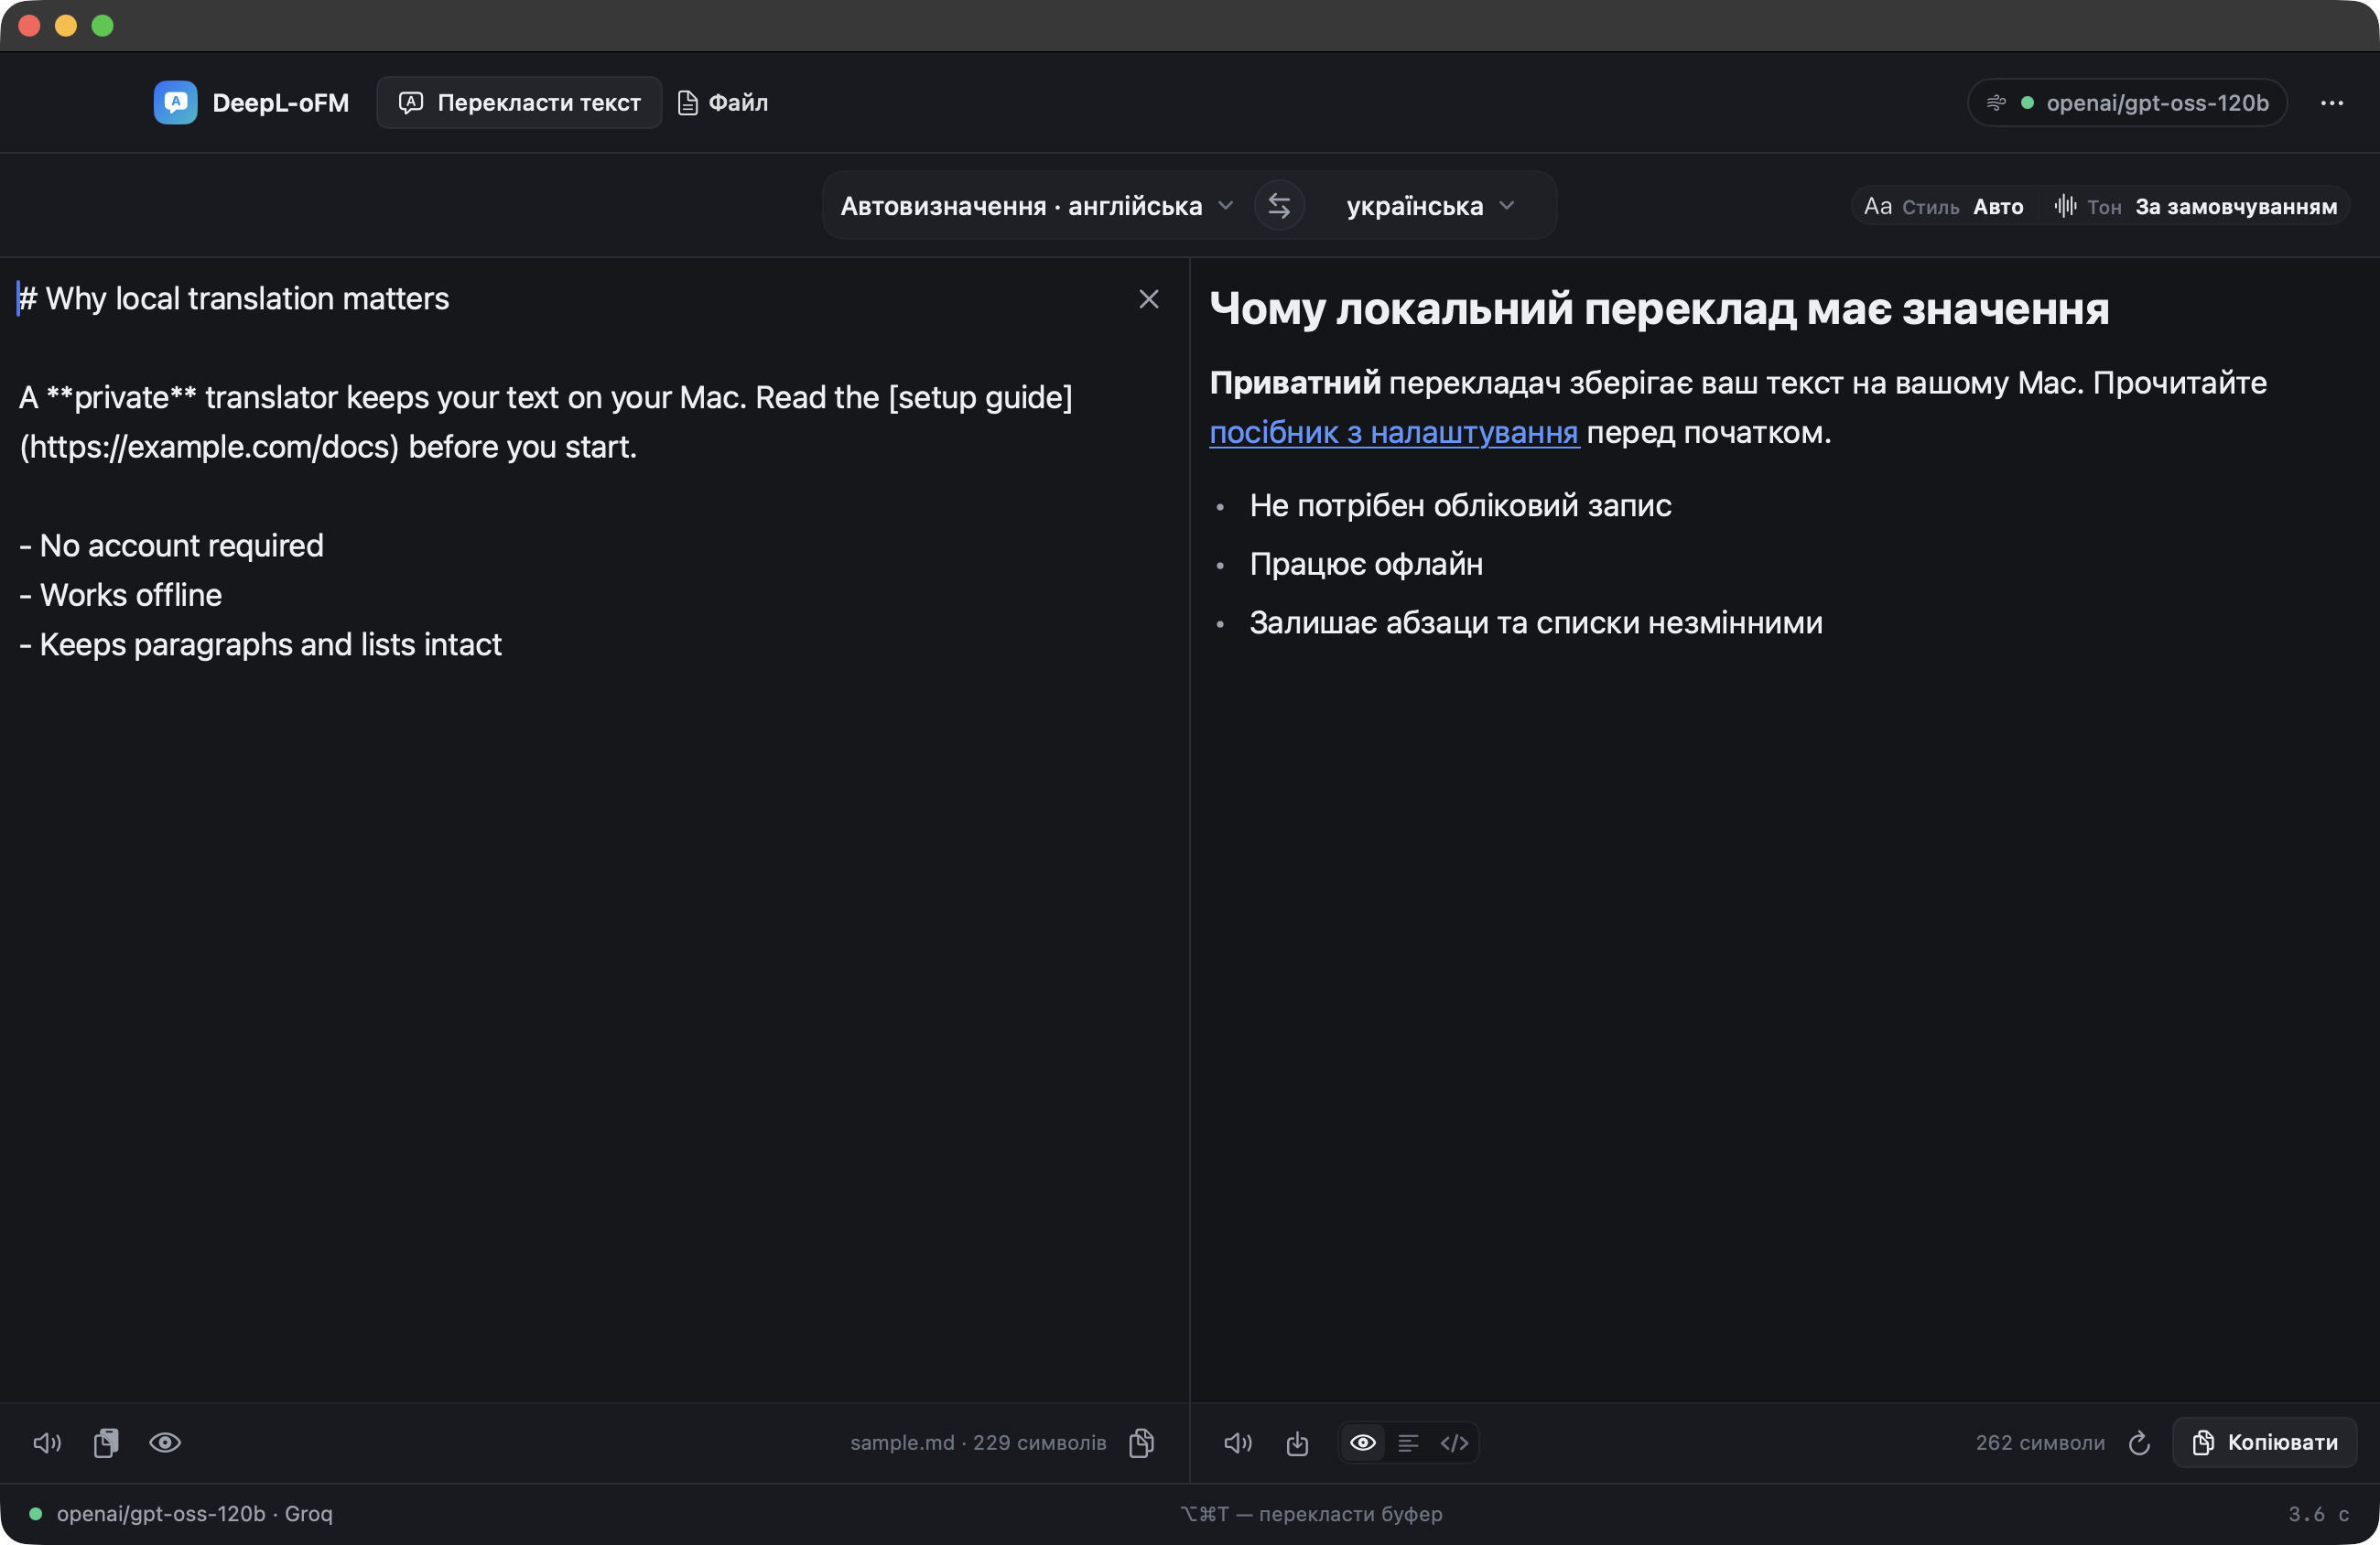 DeepL-oFM
Перекласти текст
Файл
openai/gpt-oss-120b
Автовизначення · англійська
українська
Aa Стиль Авто
Тон За замовчуванням
# Why local translation matters
A **private** translator keeps your text on your Mac. Read the [setup guide]
(https://example.com/docs) before you start.
- No account required
- Works offline
- Keeps paragraphs and lists intact
Чому локальний переклад має значення
Приватний перекладач зберігає ваш текст на вашому Mac. Прочитайте
посібник з налаштування перед початком.
• Не потрібен обліковий запис
• Працює офлайн
• Залишає абзаци та списки незмінними
sample.md · 229 символів
262 символи
Копіювати
openai/gpt-oss-120b · Groq
⌥⌘T — перекласти буфер
3.6 с